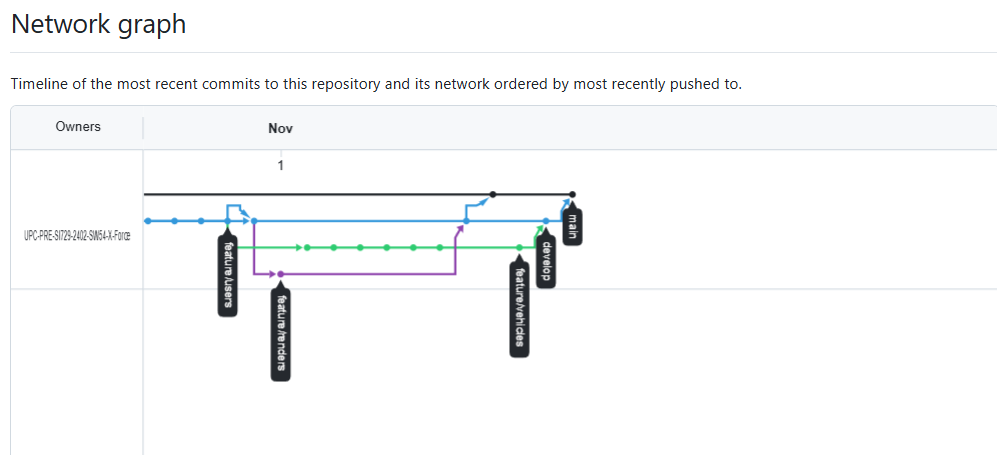 Network graph
Timeline of the most recent commits to this repository and its network ordered by most recently pushed to.
Owners
Nov
1
UPC-PRE-SI729-2402-SW54-X-Force
main
feature/users
develop
feature/renders
feature/vehicles